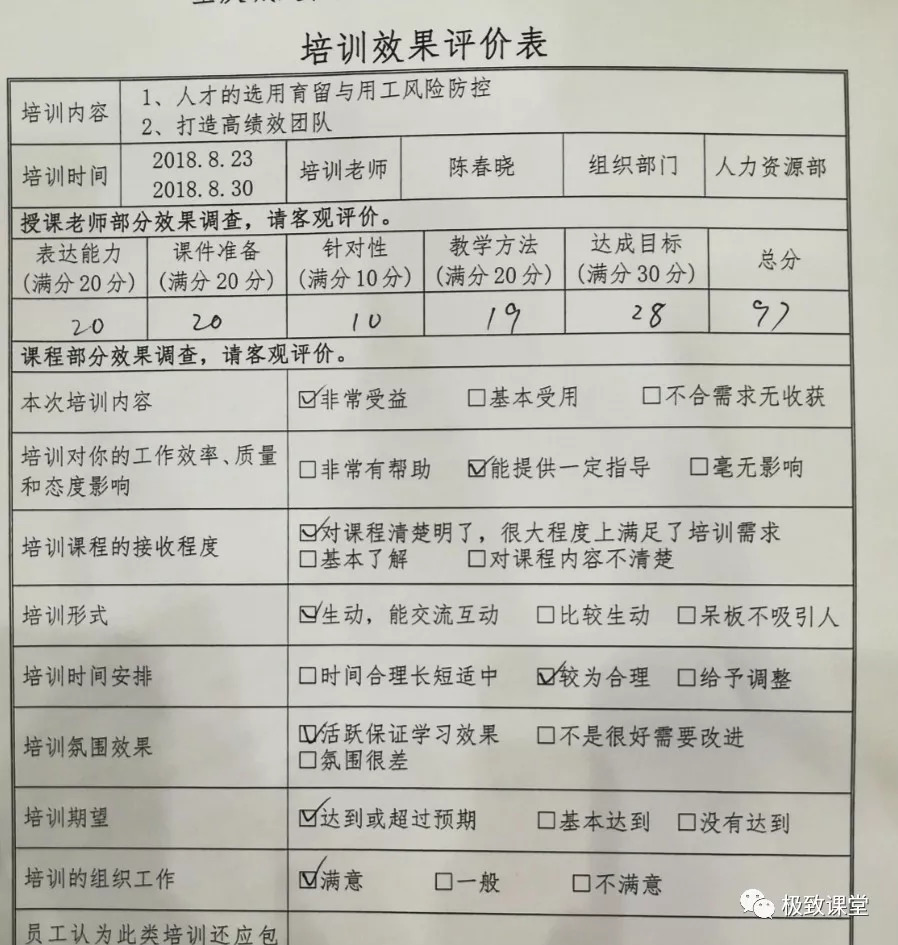 培训效果评价表
培训内容
1、人才的选用育留与用工风险防控
2、打造高绩效团队
培训时间
2018.8.23
2018.8.30
培训老师
陈春晓
组织部门
人力资源部
授课老师部分效果调查，请客观评价。
表达能力
(满分20分)
课件准备
(满分20分)
针对性
(满分10分)
教学方法
(满分20分)
达成目标
(满分30分)
总分
20 20 10 19 28 97
课程部分效果调查，请客观评价。
本次培训内容
☑非常受益 □基本受用 □不合需求无收获
培训对你的工作效率、质量
和态度影响
□非常有帮助 ☑能提供一定指导 □毫无影响
培训课程的接收程度
☑对课程清楚明了，很大程度上满足了培训需求
□基本了解 □对课程内容不清楚
培训形式
☑生动，能交流互动 □比较生动 □呆板不吸引人
培训时间安排
□时间合理长短适中 ☑较为合理 □给予调整
培训氛围效果
☑活跃保证学习效果 □不是很好需要改进
□氛围很差
培训期望
☑达到或超过预期 □基本达到 □没有达到
培训的组织工作
☑满意 □一般 □不满意
员工认为此类培训还应包
极致课堂